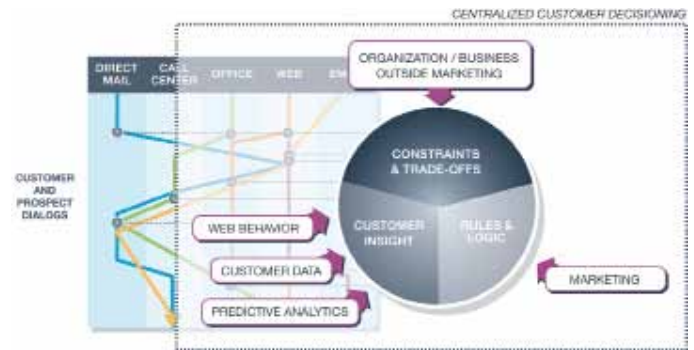 CENTRALIZED CUSTOMER DECISIONING
ORGANIZATION / BUSINESS
OUTSIDE MARKETING
DIRECT
MAIL
CALL
CENTER
OFFICE
WEB
CONSTRAINTS
& TRADE-OFFS
CUSTOMER
AND
PROSPECT
DIALOGS
WEB BEHAVIOR
CUSTOMER
INSIGHT
RULES &
LOGIC
CUSTOMER DATA
MARKETING
PREDICTIVE ANALYTICS